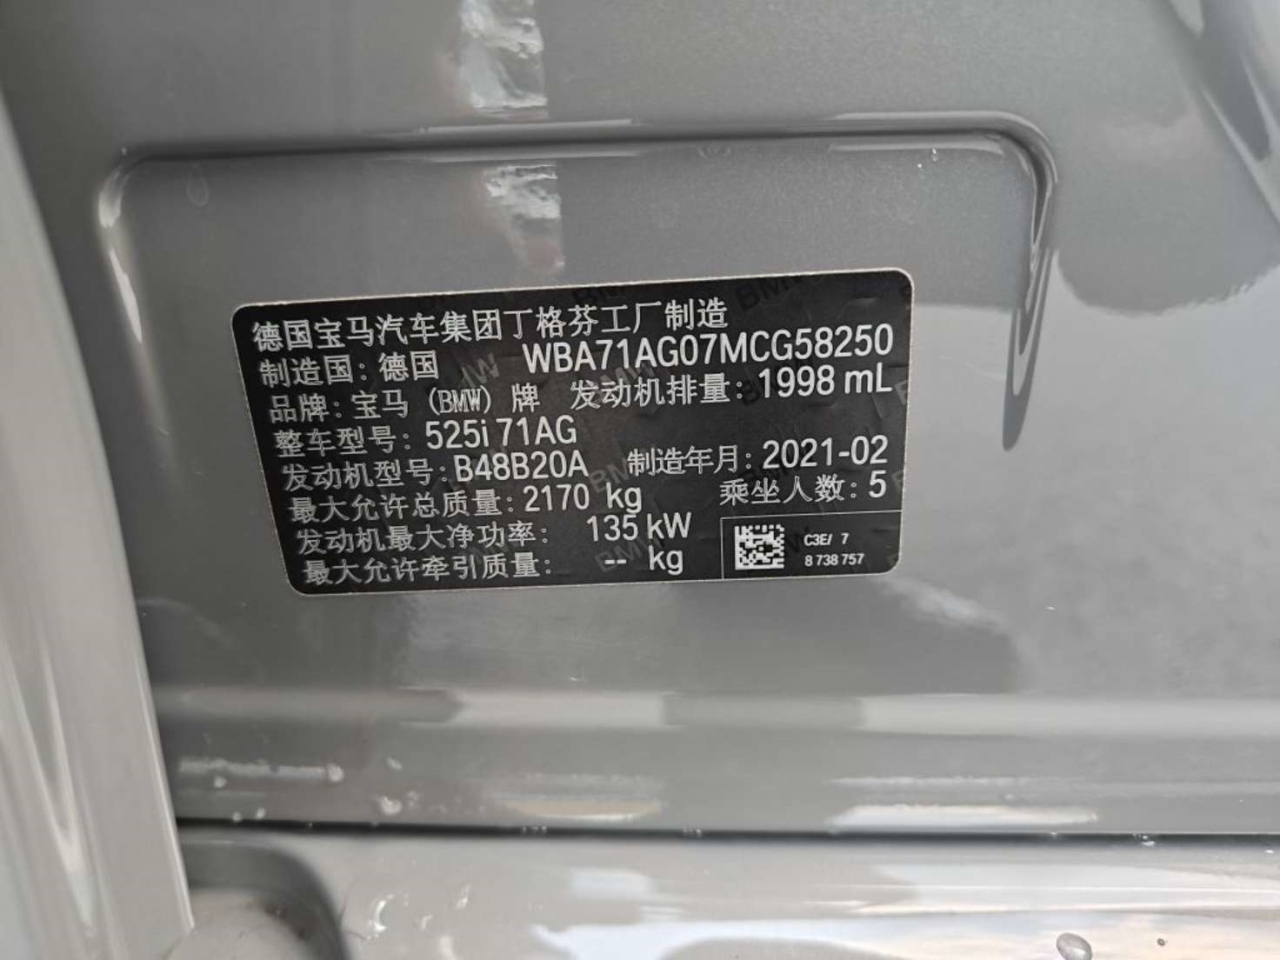 德国宝马汽车集团丁格芬工厂制造
制造国：德国 WBA71AG07MCG58250
品牌：宝马 (BMW) 牌 发动机排量：1998 mL
整车型号：525i 71AG
发动机型号：B48B20A 制造年月：2021-02
最大允许总质量：2170 kg 乘坐人数：5
发动机最大净功率： 135 kW
最大允许牵引质量： -- kg
C3E/ 7
8 738 757